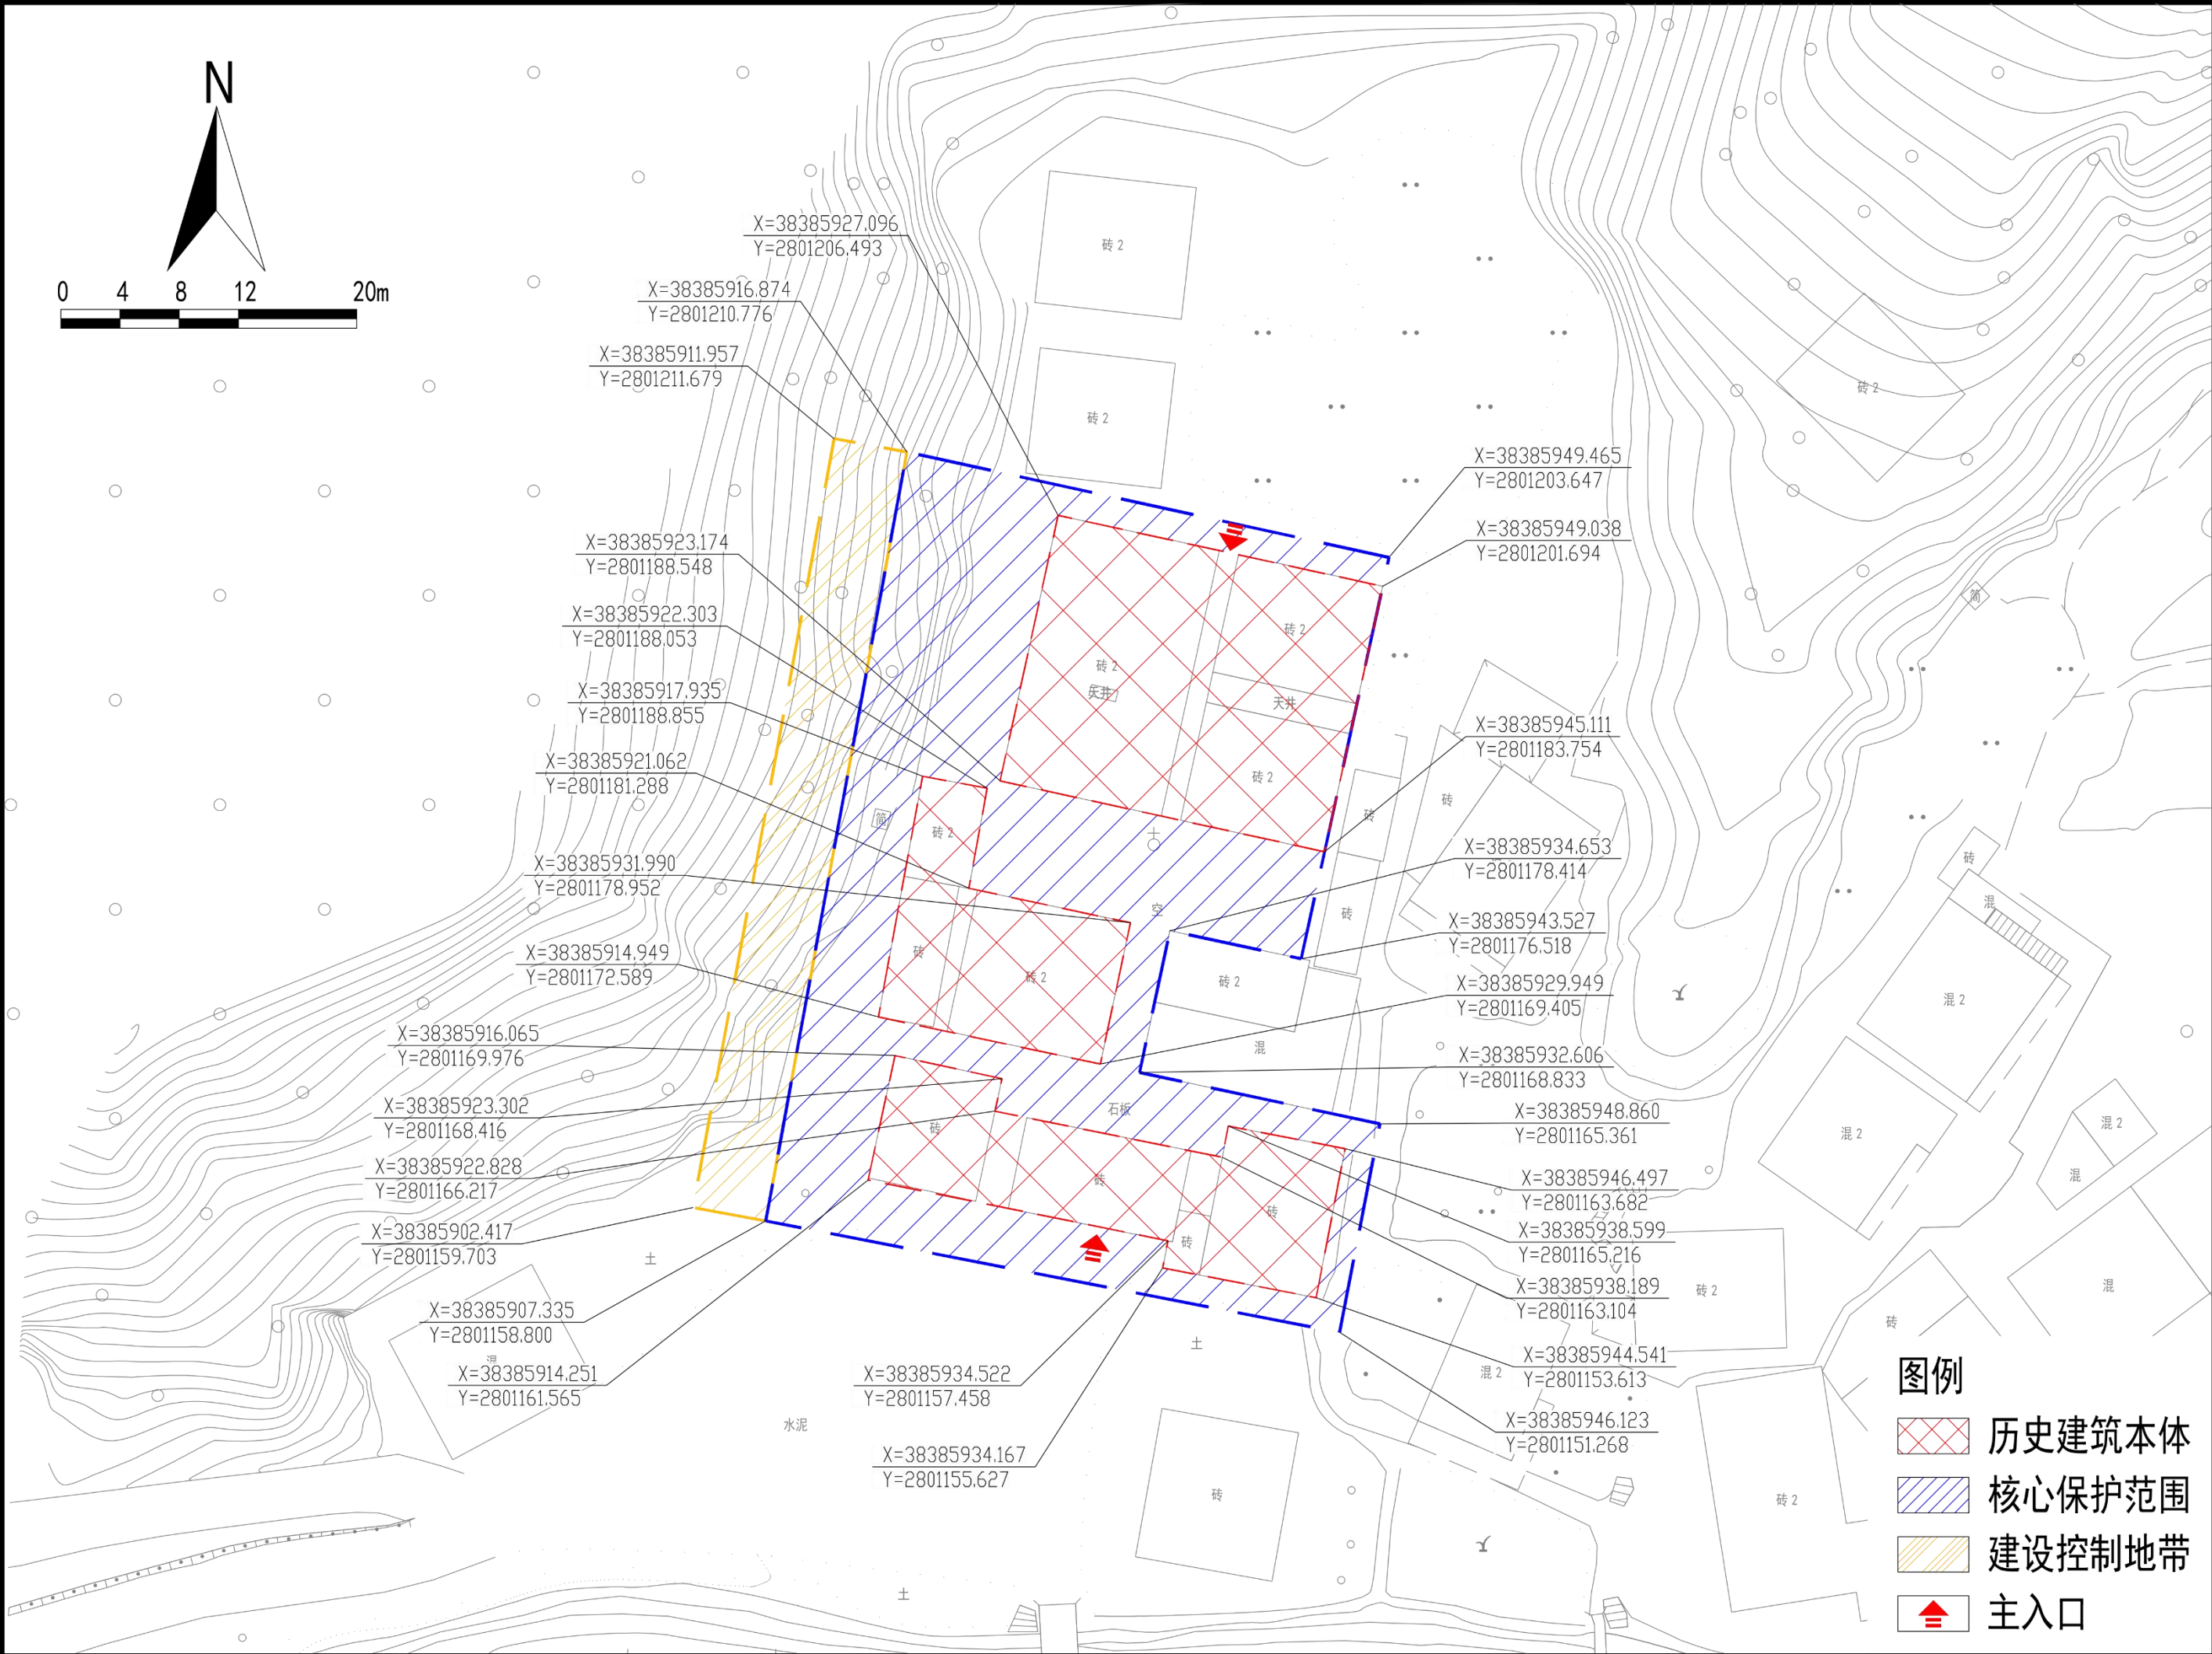 N
0 4 8 12 20m
X=38385927.096
Y=2801206.493
X=38385916.874
Y=2801210.776
X=38385911.957
Y=2801211.679
X=38385923.174
Y=2801188.548
X=38385922.303
Y=2801188.053
X=38385917.935
Y=2801188.855
X=38385921.062
Y=2801181.288
X=38385931.990
Y=2801178.952
X=38385914.949
Y=2801172.589
X=38385916.065
Y=2801169.976
X=38385923.302
Y=2801168.416
X=38385922.828
Y=2801166.217
X=38385902.417
Y=2801159.703
X=38385907.335
Y=2801158.800
X=38385914.251
Y=2801161.565
X=38385934.522
Y=2801157.458
X=38385934.167
Y=2801155.627
X=38385949.465
Y=2801203.647
X=38385949.038
Y=2801201.694
X=38385945.111
Y=2801183.754
X=38385934.653
Y=2801178.414
X=38385943.527
Y=2801176.518
X=38385929.949
Y=2801169.405
X=38385932.606
Y=2801168.833
X=38385948.860
Y=2801165.361
X=38385946.497
Y=2801163.682
X=38385938.599
Y=2801165.216
X=38385938.189
Y=2801163.104
X=38385944.541
Y=2801153.613
X=38385946.123
Y=2801151.268
砖 2
砖 2
砖 2
简
砖 2
砖 2
天井
天井
砖 2
砖
砖
简
砖 2
砖
空
砖
混
砖
砖 2
砖 2
混 2
混
石板
混 2
混 2
砖
混
砖
砖
砖
土
砖 2
混
砖
土
混
混 2
水泥
砖
砖 2
土
图例
历史建筑本体
核心保护范围
建设控制地带
主入口